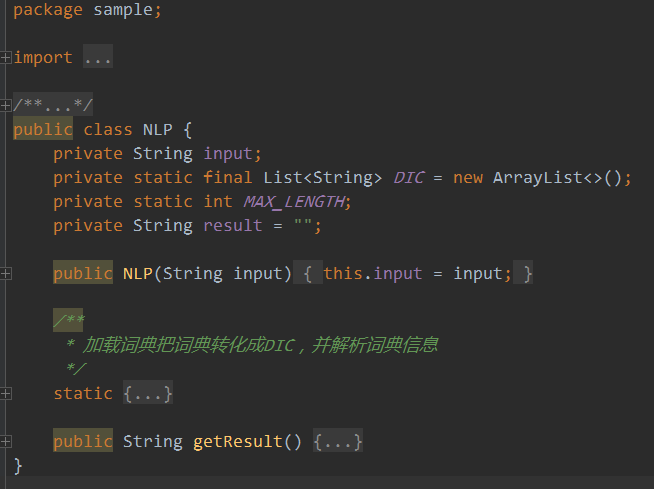 package sample;
import ...
/**...*/
public class NLP {
private String input;
private static final List<String> DIC = new ArrayList<>();
private static int MAX_LENGTH;
private String result = "";
public NLP(String input) { this.input = input; }
/**
* 加载词典把词典转化成DIC，并解析词典信息
*/
static {...}
public String getResult() {...}
}